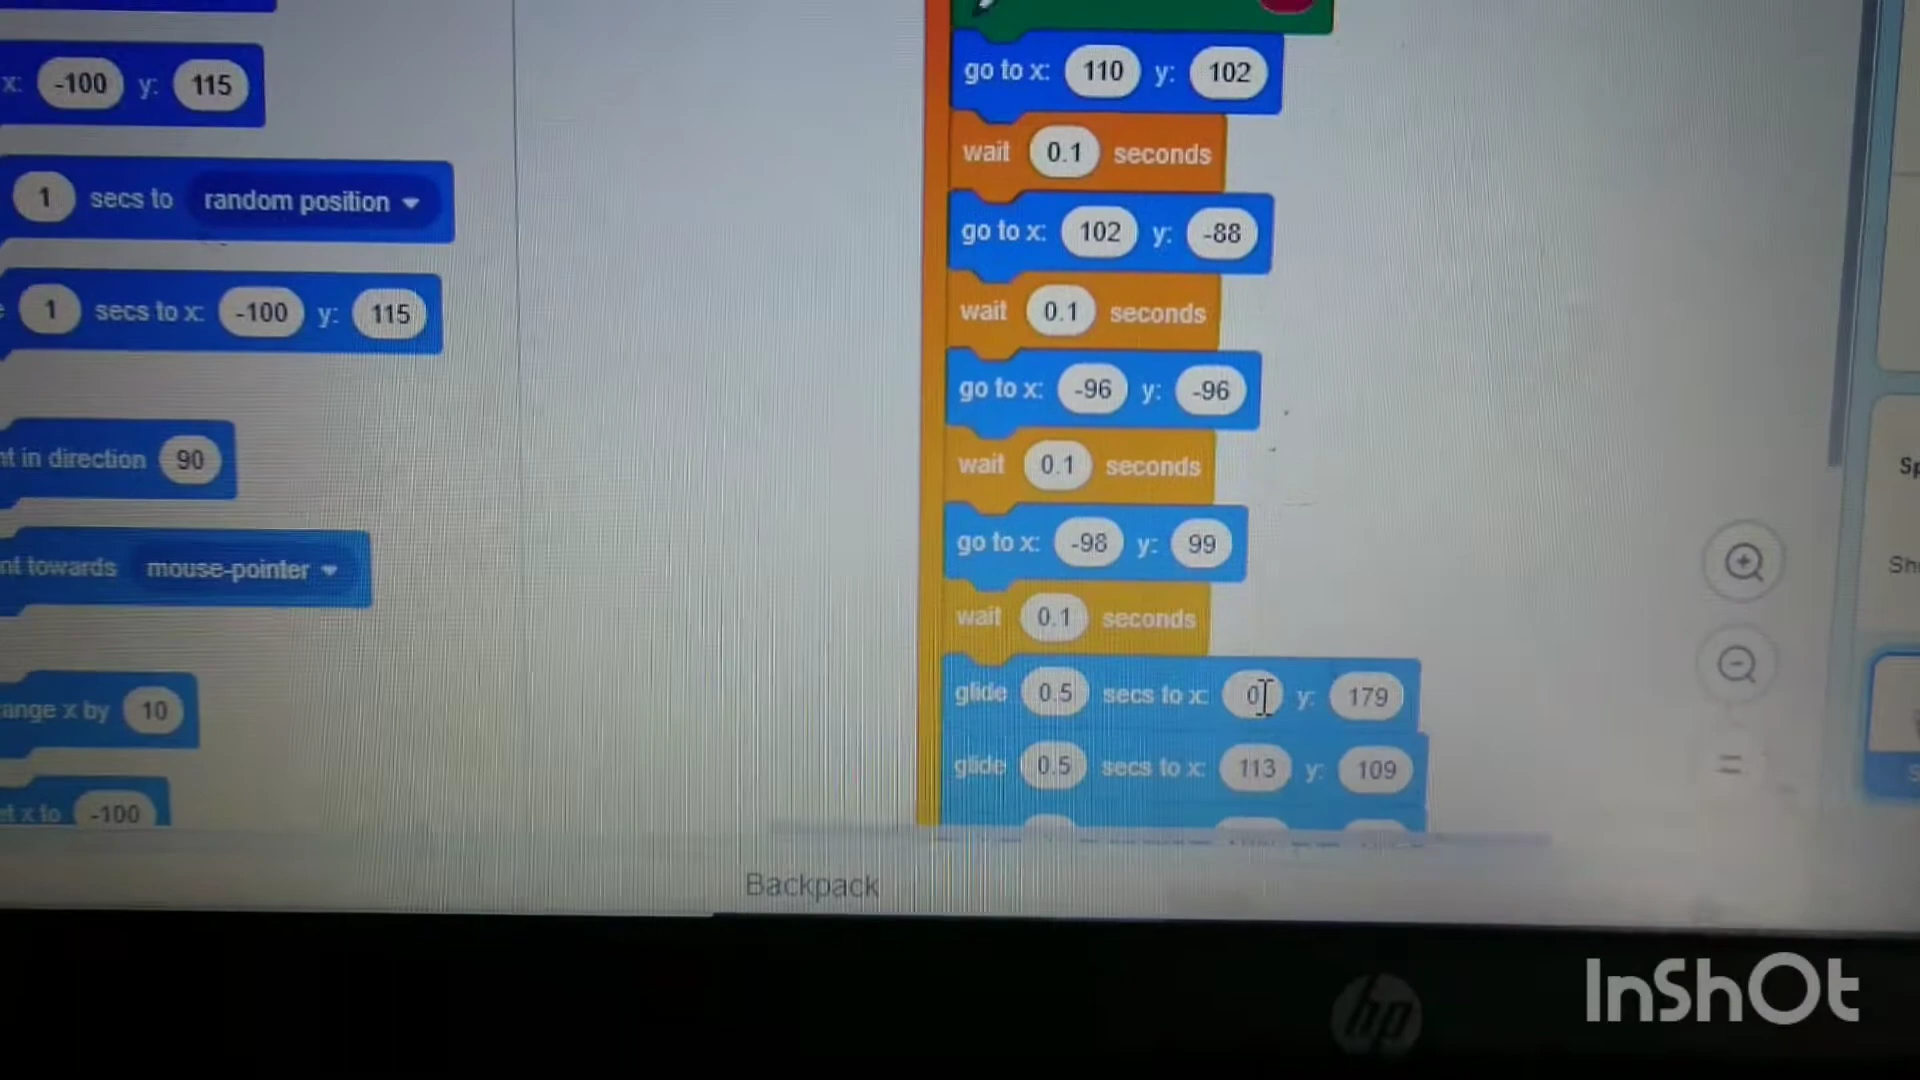 x: -100 y: 115
1 secs to random position
1 secs to x: -100 y: 115
in direction 90
towards mouse-pointer
x by 10
x to -100
go to x: 110 y: 102
wait 0.1 seconds
go to x: 102 y: -88
wait 0.1 seconds
go to x: -96 y: -96
wait 0.1 seconds
go to x: -98 y: 99
wait 0.1 seconds
glide 0.5 secs to x: 0 y: 179
glide 0.5 secs to x: 113 y: 109
Backpack
hp
InShOt